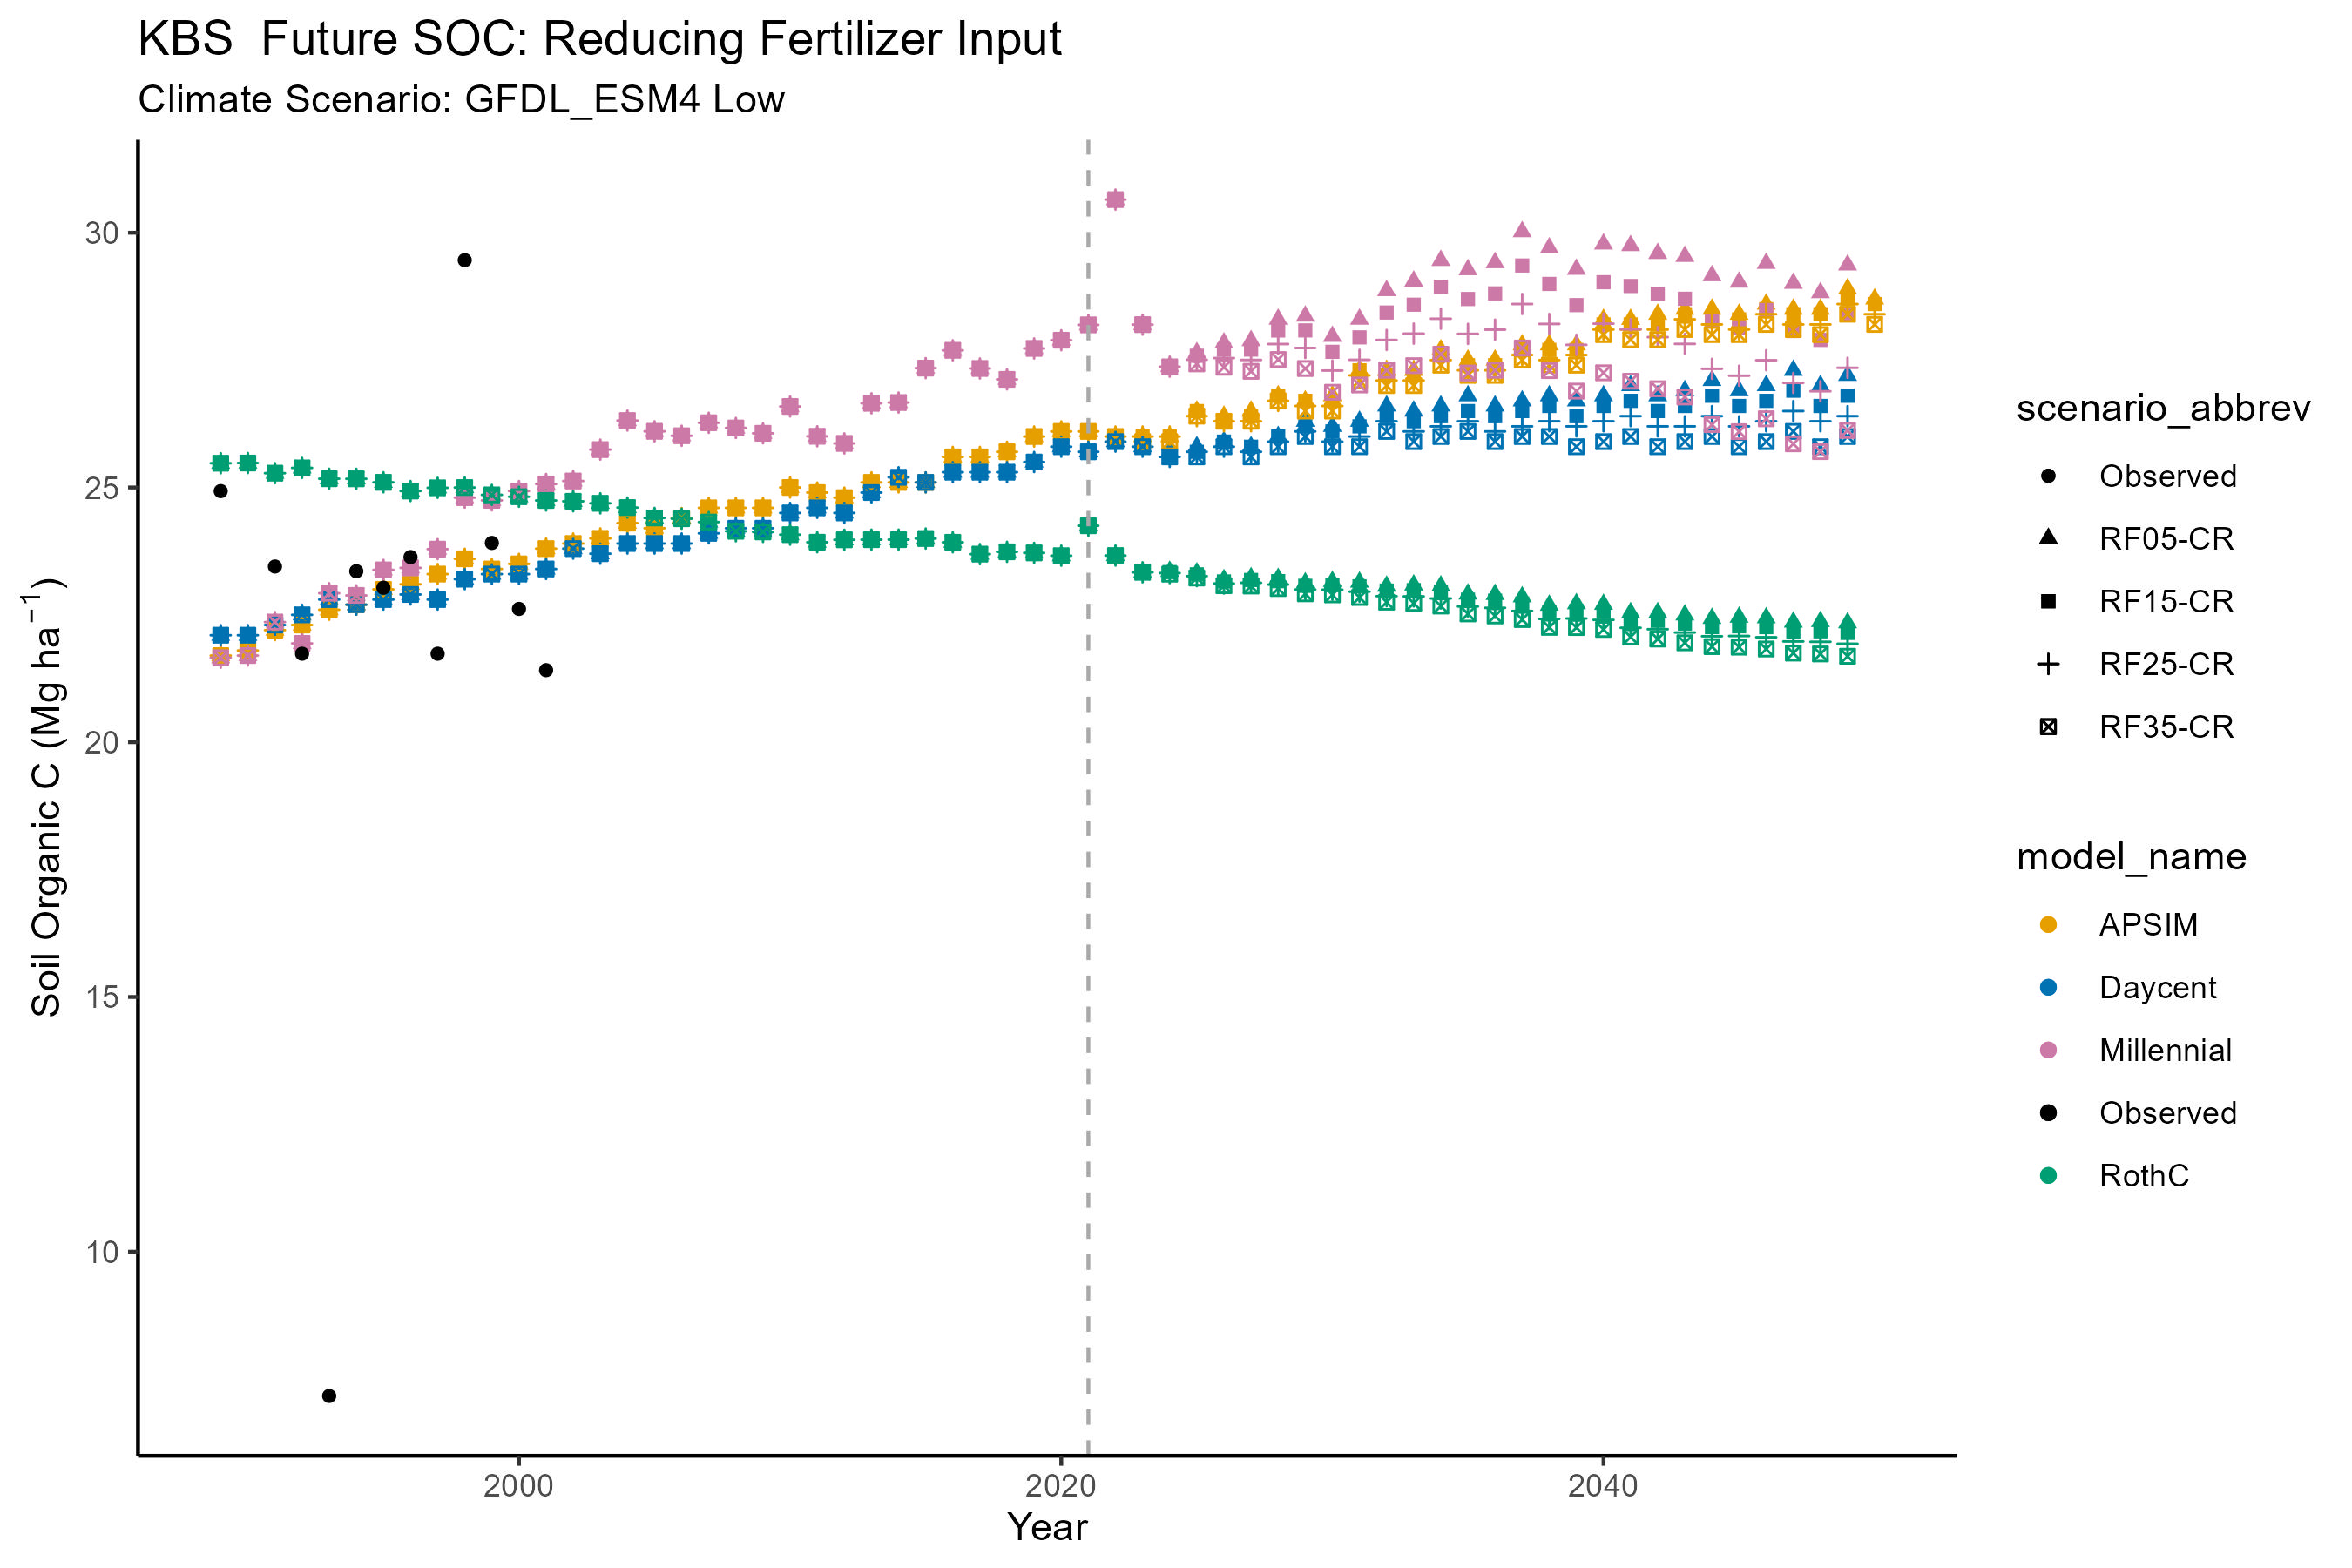 KBS  Future SOC: Reducing Fertilizer Input
Climate Scenario: GFDL_ESM4 Low
Soil Organic C (Mg ha⁻¹)
30
25
20
15
10
2000
2020
2040
Year
scenario_abbrev
Observed
RF05-CR
RF15-CR
RF25-CR
RF35-CR
model_name
APSIM
Daycent
Millennial
Observed
RothC